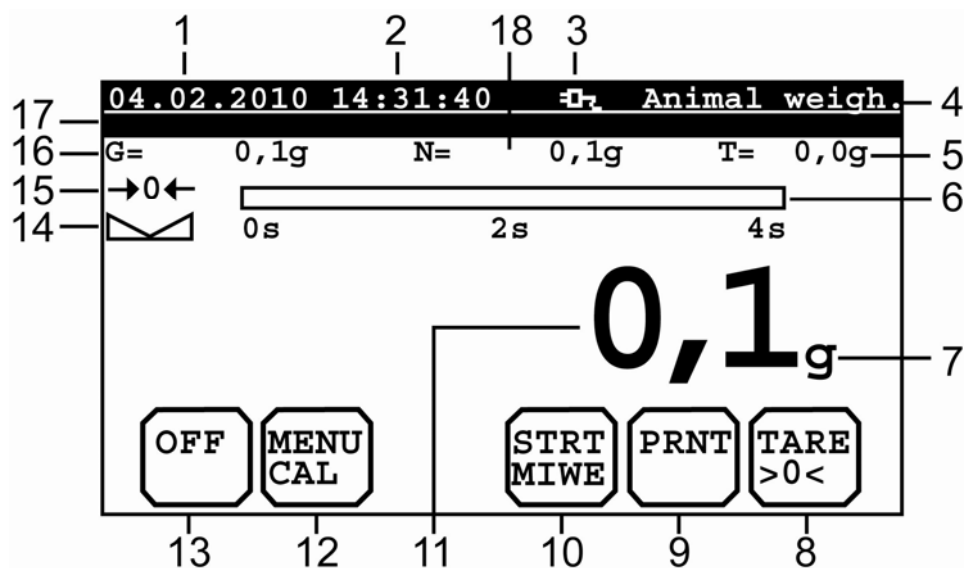 1 2 18 3
04.02.2010 14:31:40 Animal weigh. 4
17
16 G= 0,1g N= 0,1g T= 0,0g 5
15 →0← 6
14 0s 2s 4s
0,1g 7
OFF MENU STRT PRNT TARE
CAL MIWE >0<
13 12 11 10 9 8